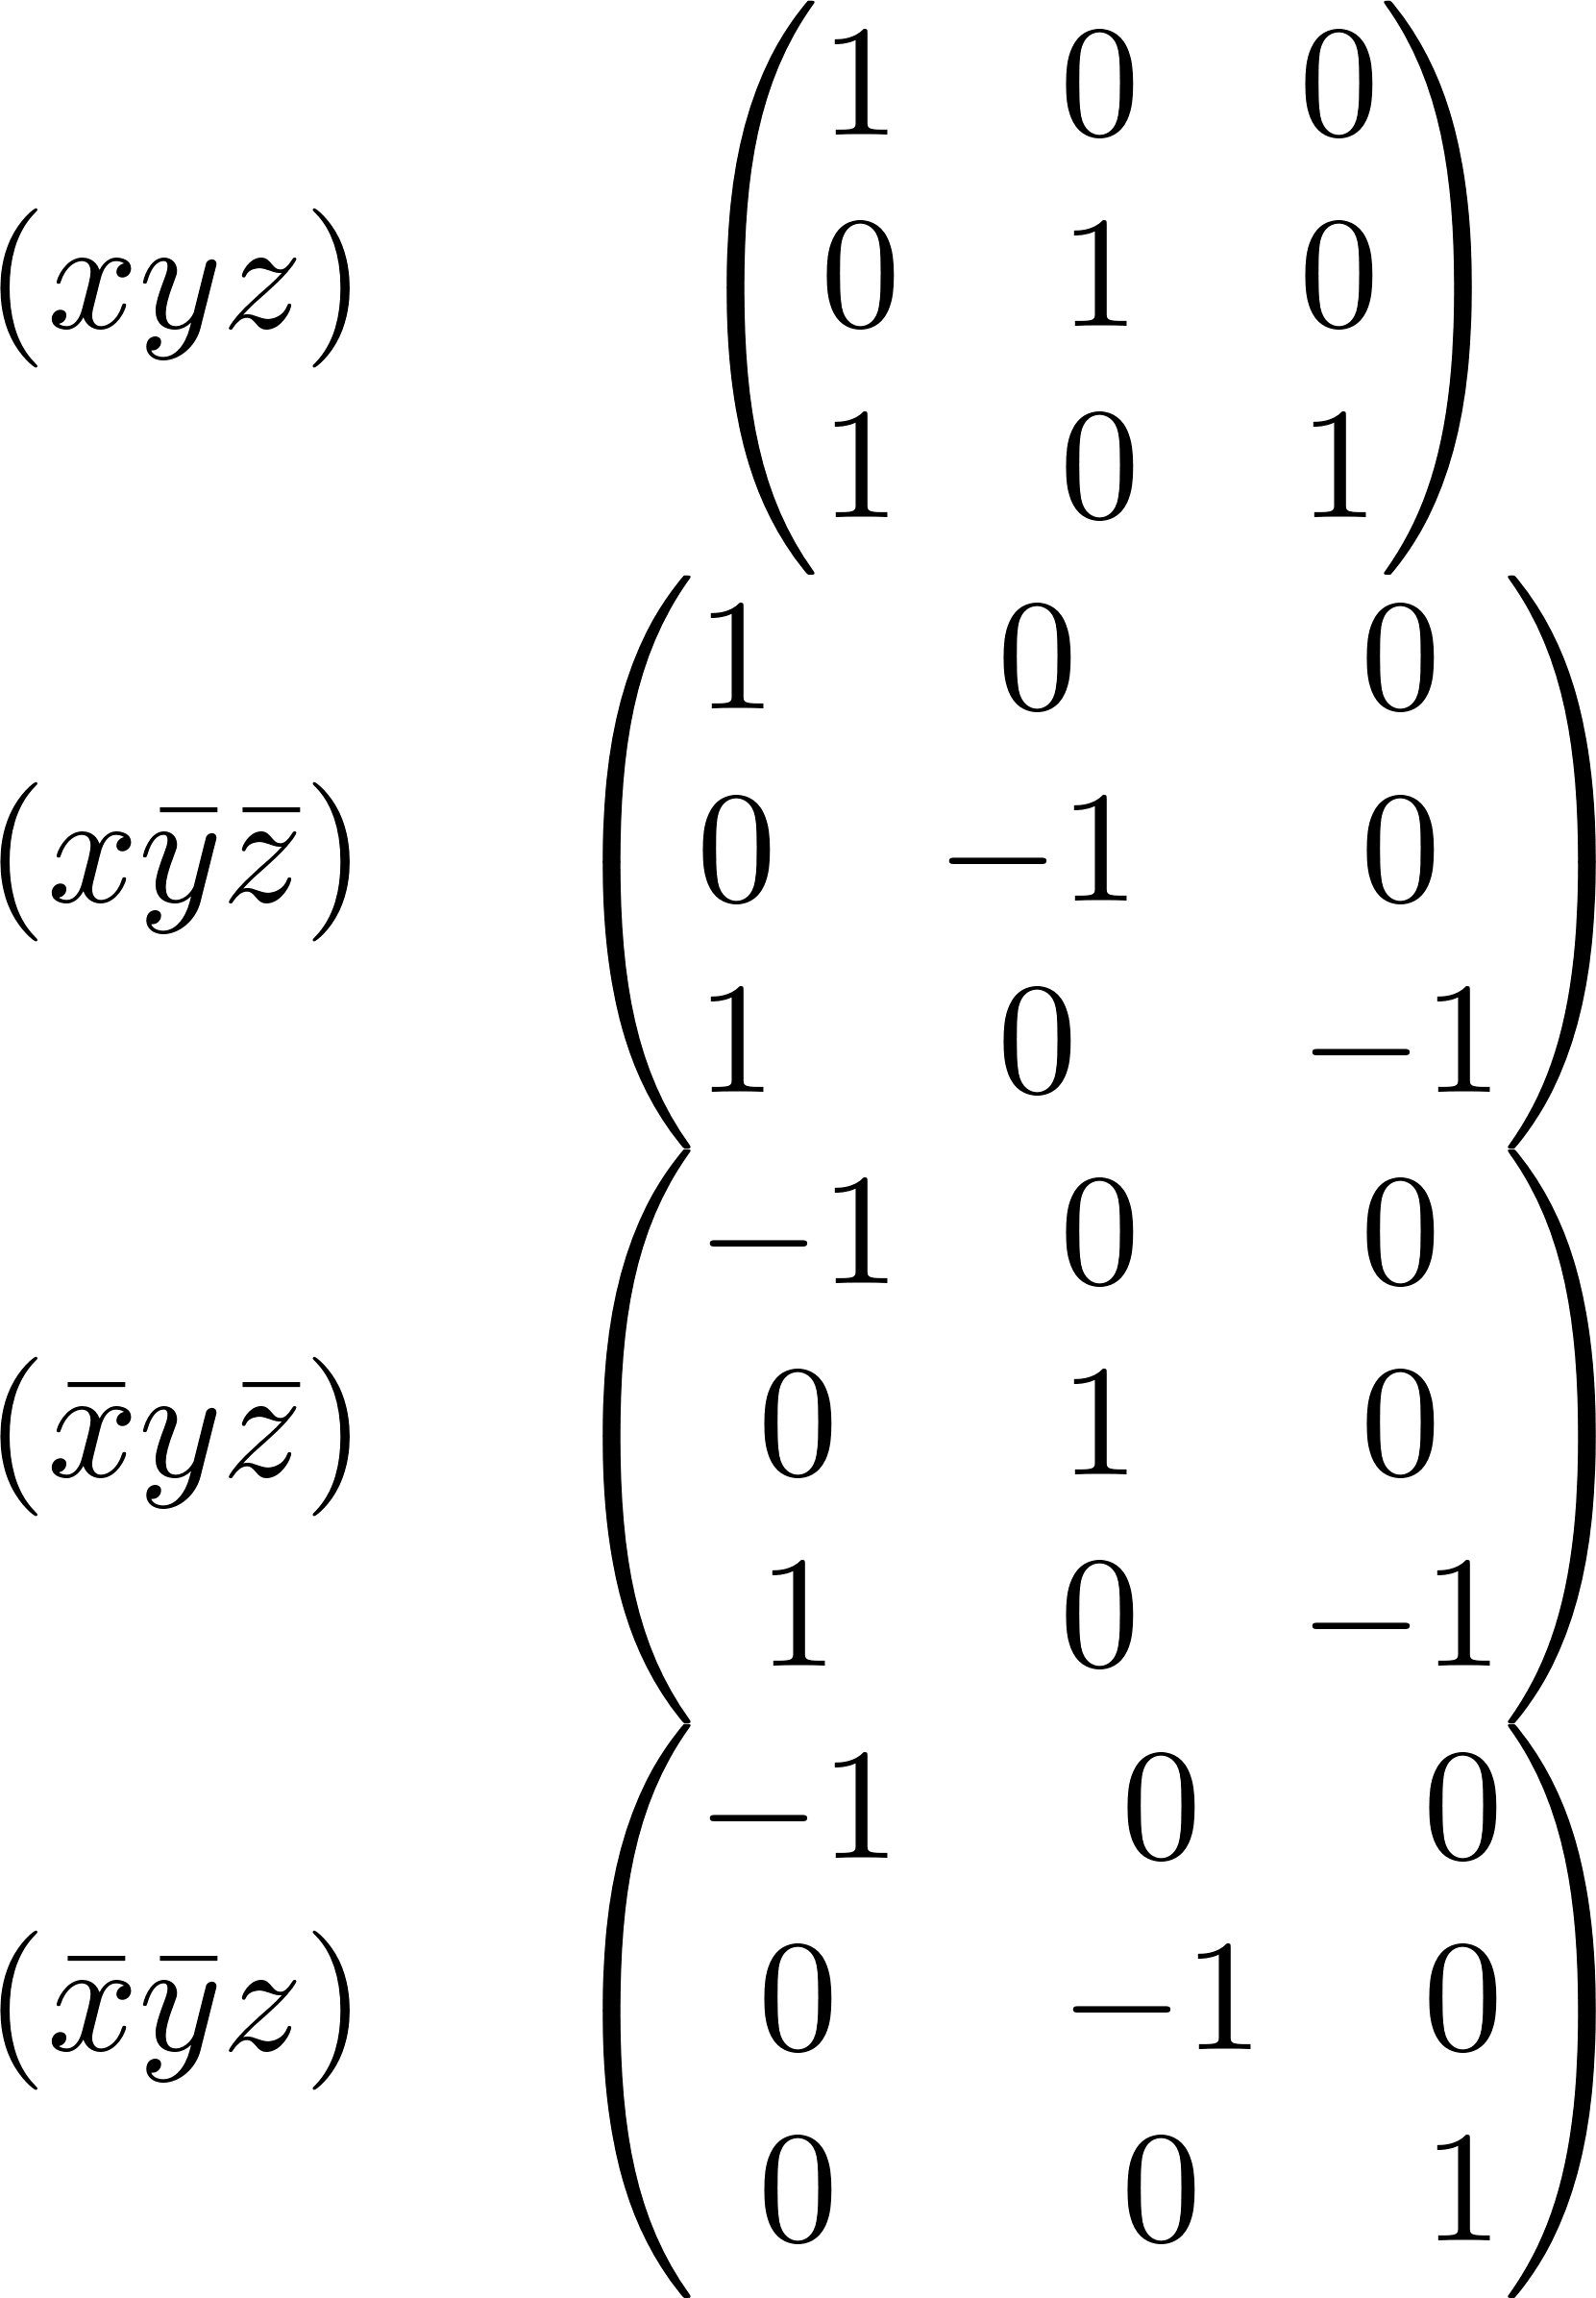 1 0 0
(xyz) 0 1 0
1 0 1
1 0 0
(xy̅z̅) 0 −1 0
1 0 −1
−1 0 0
(x̅yz̅) 0 1 0
1 0 −1
−1 0 0
(x̅y̅z) 0 −1 0
0 0 1